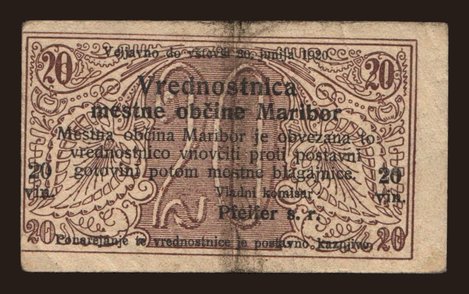 Veljavno do vštevši 30. junija 1920.
20 20
Vrednostnica
mestne občine Maribor
Mestna občina Maribor je obvezana to
vrednostnico vnovčiti proti postavni
gotovini potom mestne blagajnice.
20 vin. 20 vin.
Vladni komisar
Pfeifer s. r.
20 20
Ponarejanje te vrednostnice je postavno kaznjivo.